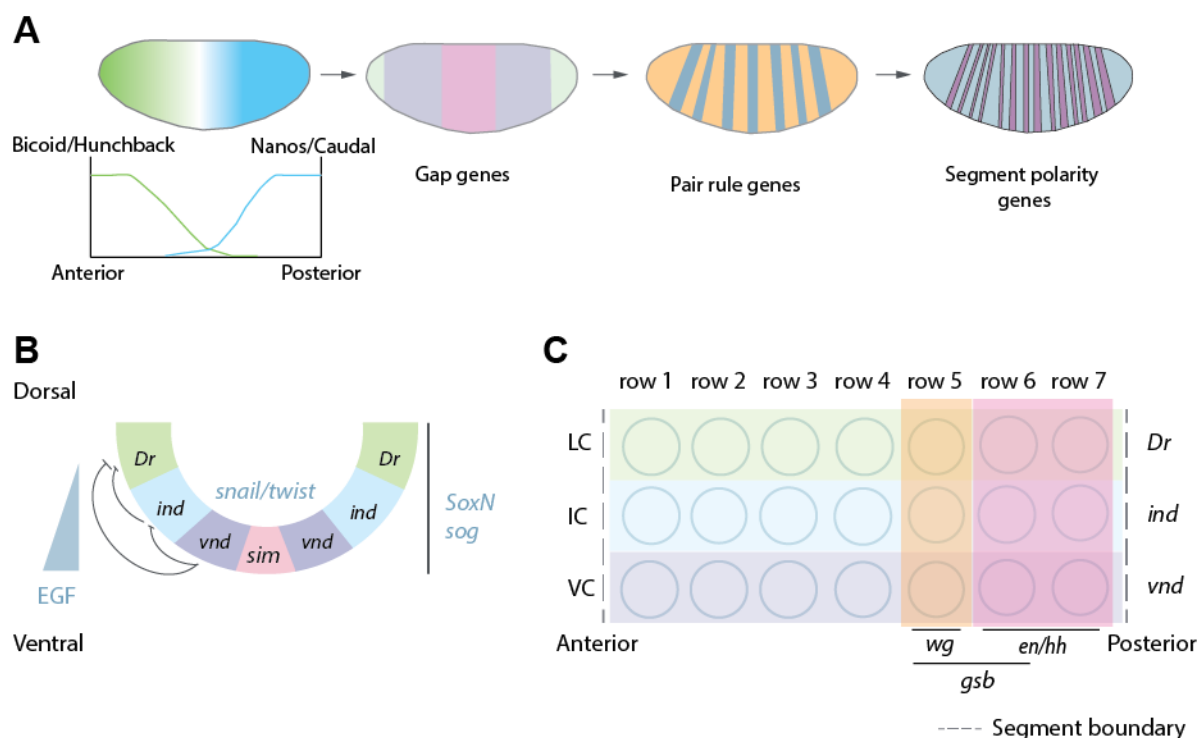 A
Bicoid/Hunchback
Nanos/Caudal
Anterior
Posterior
Gap genes
Pair rule genes
Segment polarity
genes
B
Dorsal
Dr
Dr
ind
snail/twist
ind
vnd
sim
vnd
SoxN
sog
EGF
Ventral
C
row 1 row 2 row 3 row 4 row 5 row 6 row 7
LC
Dr
IC
ind
VC
vnd
Anterior
wg
en/hh
Posterior
gsb
Segment boundary